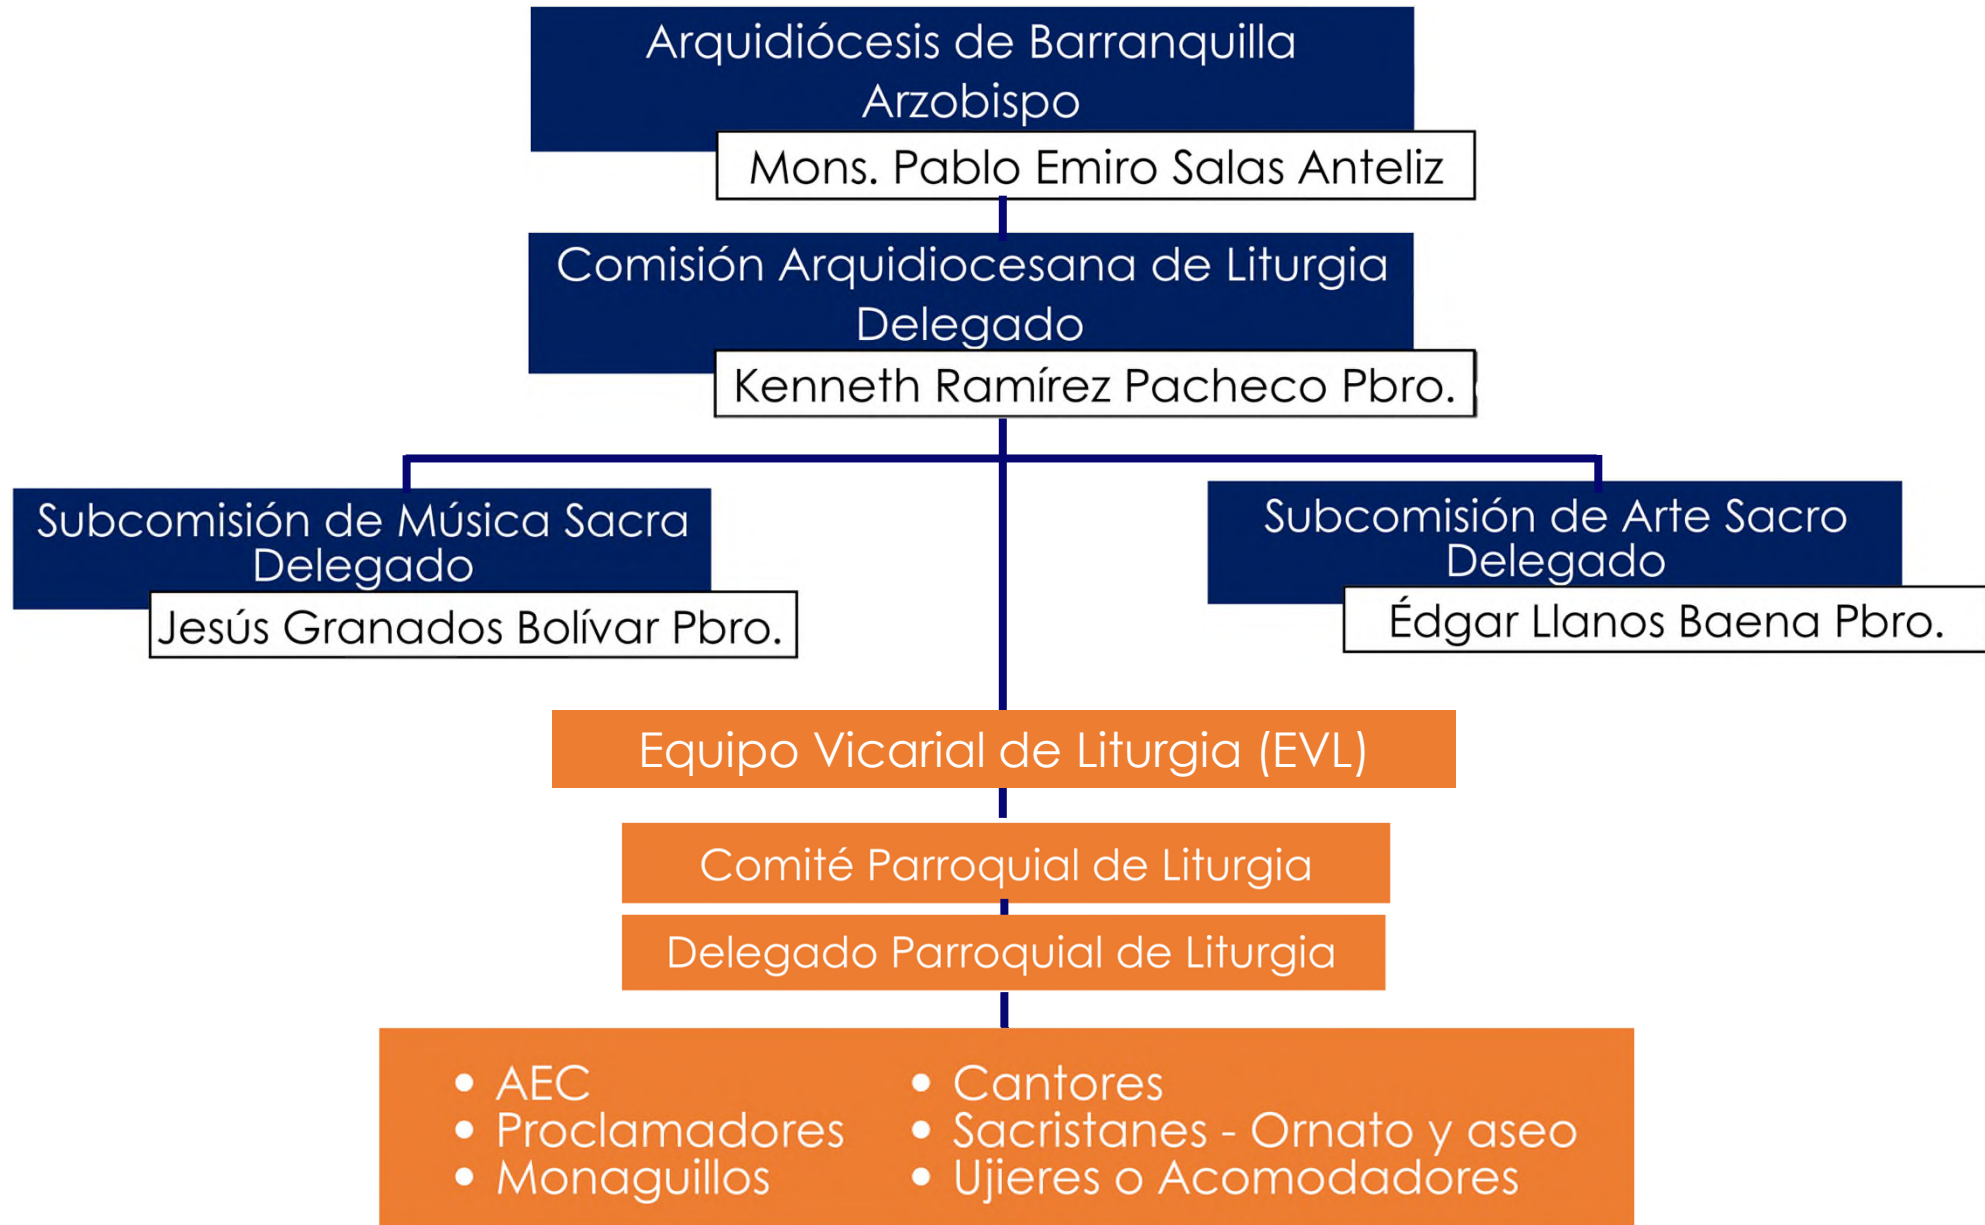 Arquidiócesis de Barranquilla
Arzobispo
Mons. Pablo Emiro Salas Anteliz
Comisión Arquidiocesana de Liturgia
Delegado
Kenneth Ramírez Pacheco Pbro.
Subcomisión de Música Sacra
Delegado
Jesús Granados Bolívar Pbro.
Subcomisión de Arte Sacro
Delegado
Édgar Llanos Baena Pbro.
Equipo Vicarial de Liturgia (EVL)
Comité Parroquial de Liturgia
Delegado Parroquial de Liturgia
• AEC
• Proclamadores
• Monaguillos
• Cantores
• Sacristanes - Ornato y aseo
• Ujieres o Acomodadores